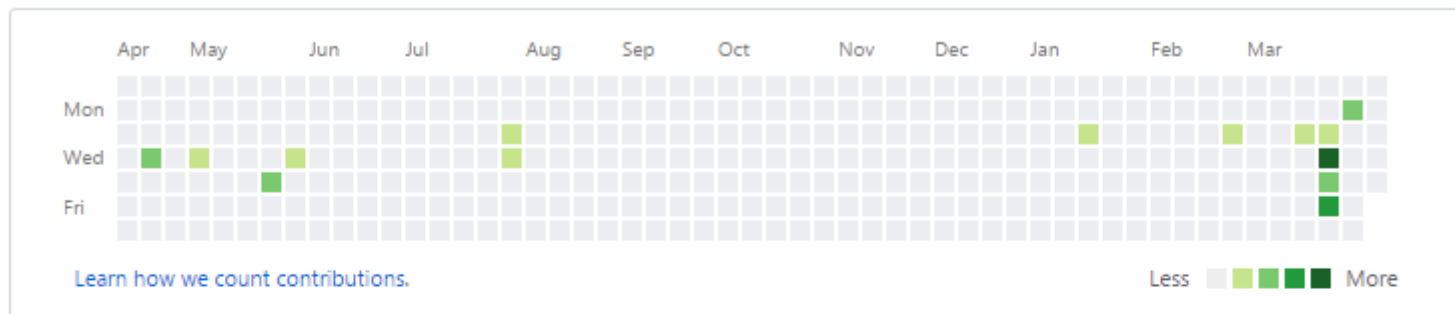 Apr May Jun Jul Aug Sep Oct Nov Dec Jan Feb Mar
Mon
Wed
Fri
Learn how we count contributions. Less More